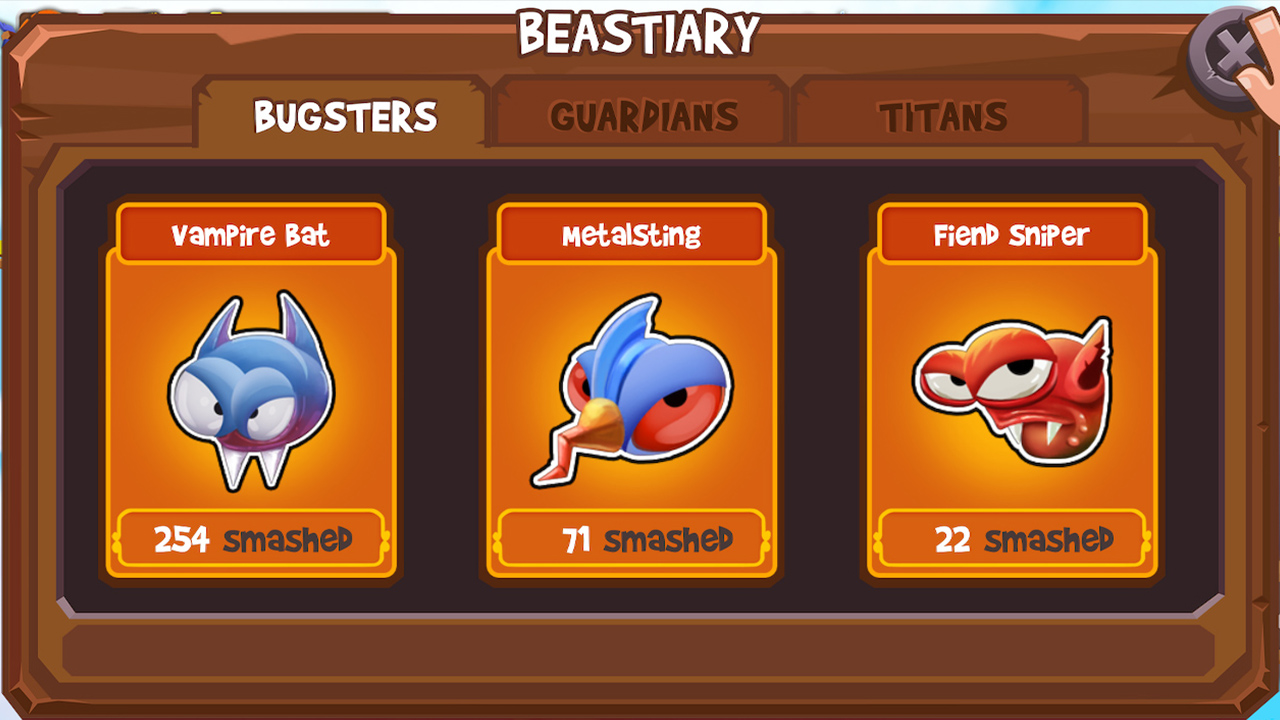 BEASTIARY
BUGSTERS
GUARDIANS
TITANS
Vampire Bat
MetalSting
Fiend Sniper
254 smashed
71 smashed
22 smashed